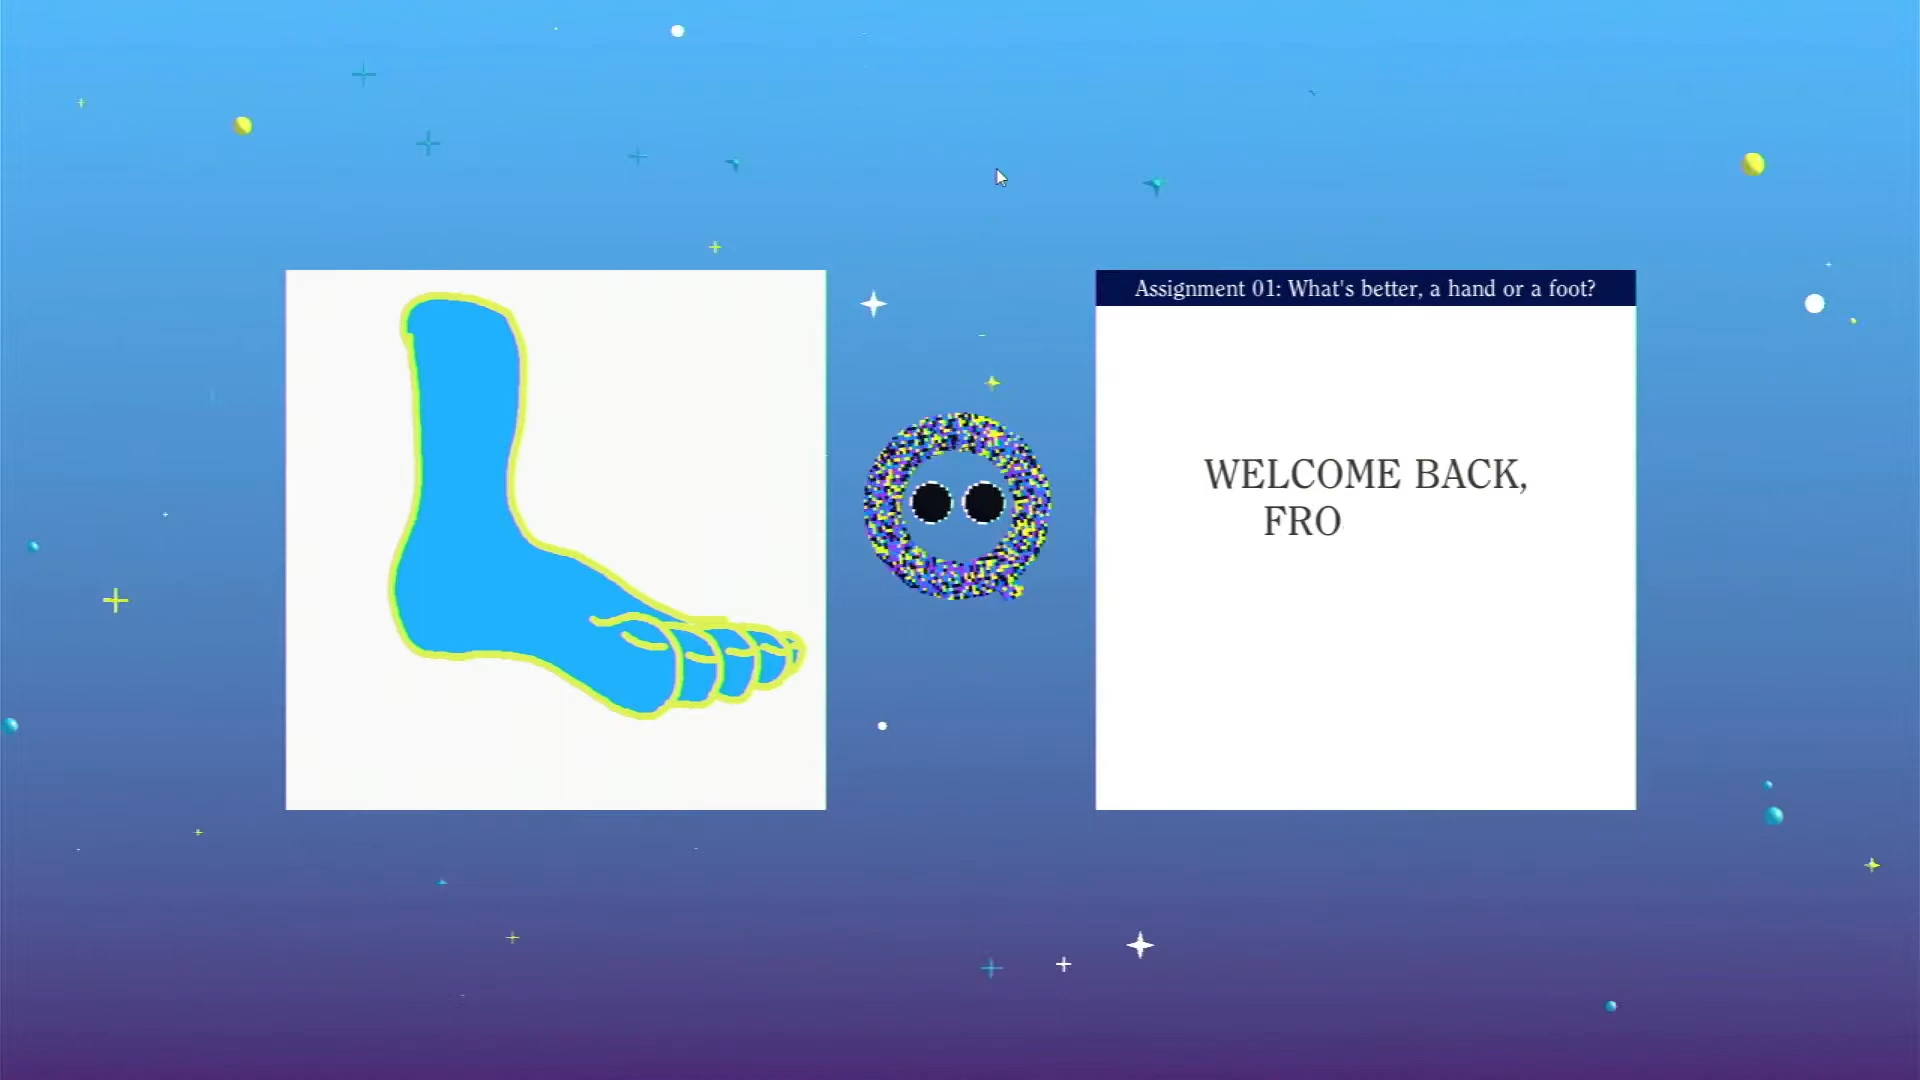 Assignment 01: What's better, a hand or a foot?
WELCOME BACK,
FRO